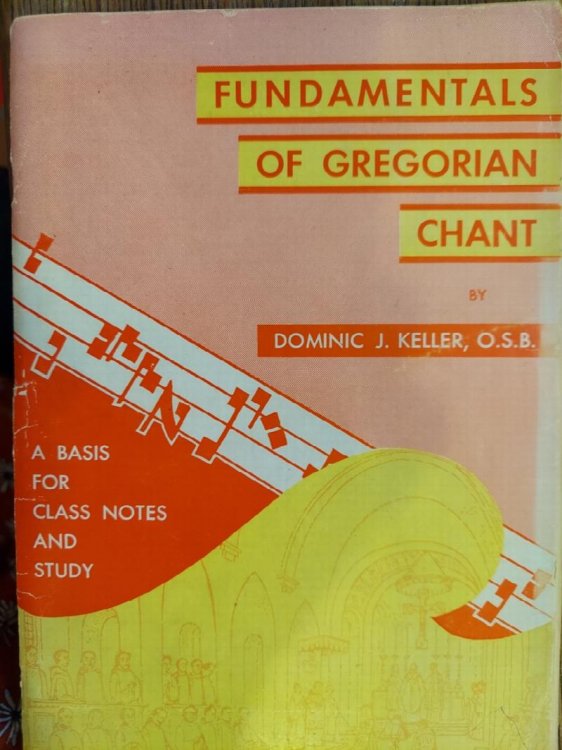 FUNDAMENTALS
OF GREGORIAN
CHANT
BY
DOMINIC J. KELLER, O.S.B.
A BASIS
FOR
CLASS NOTES
AND
STUDY